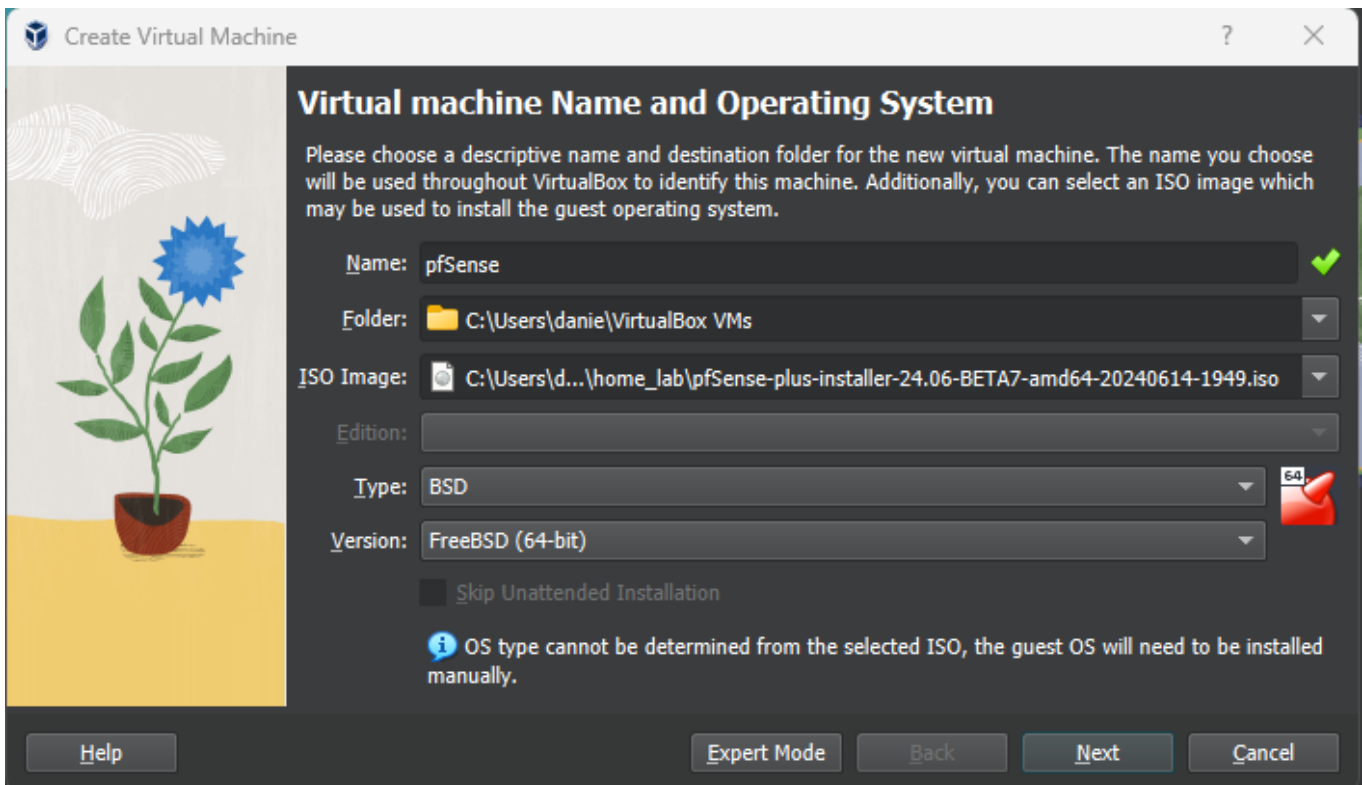 Create Virtual Machine
?
Virtual machine Name and Operating System
Please choose a descriptive name and destination folder for the new virtual machine. The name you choose
will be used throughout VirtualBox to identify this machine. Additionally, you can select an ISO image which
may be used to install the guest operating system.
Name: pfSense
Folder: C:\Users\danie\VirtualBox VMs
ISO Image: C:\Users\d...\home_lab\pfSense-plus-installer-24.06-BETA7-amd64-20240614-1949.iso
Edition:
Type: BSD
64
Version: FreeBSD (64-bit)
Skip Unattended Installation
OS type cannot be determined from the selected ISO, the guest OS will need to be installed
manually.
Help Expert Mode Back Next Cancel